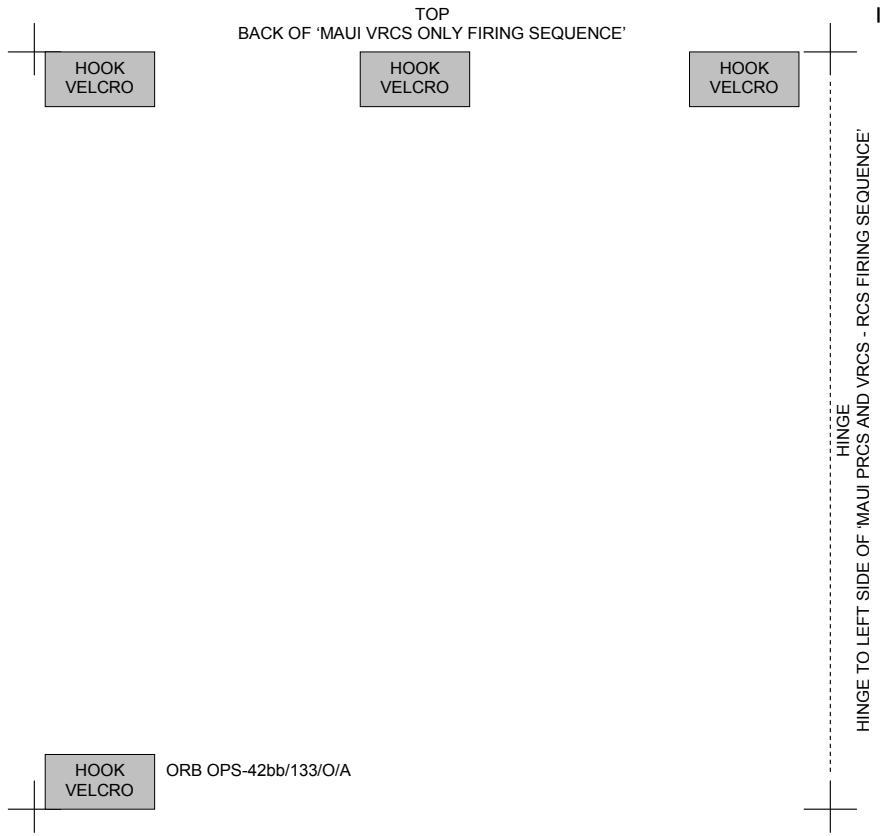 TOP
BACK OF ‘MAUI VRCS ONLY FIRING SEQUENCE’
HOOK
VELCRO
HOOK
VELCRO
HOOK
VELCRO
HINGE
HINGE TO LEFT SIDE OF ‘MAUI PRCS AND VRCS - RCS FIRING SEQUENCE’
HOOK
VELCRO
ORB OPS-42bb/133/O/A